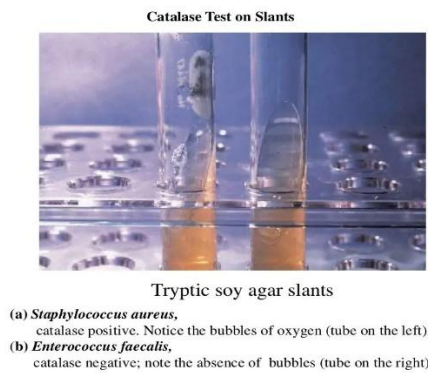 Catalase Test on Slants
Tryptic soy agar slants
(a) Staphylococcus aureus,
catalase positive. Notice the bubbles of oxygen (tube on the left)
(b) Enterococcus faecalis,
catalase negative; note the absence of bubbles (tube on the right)